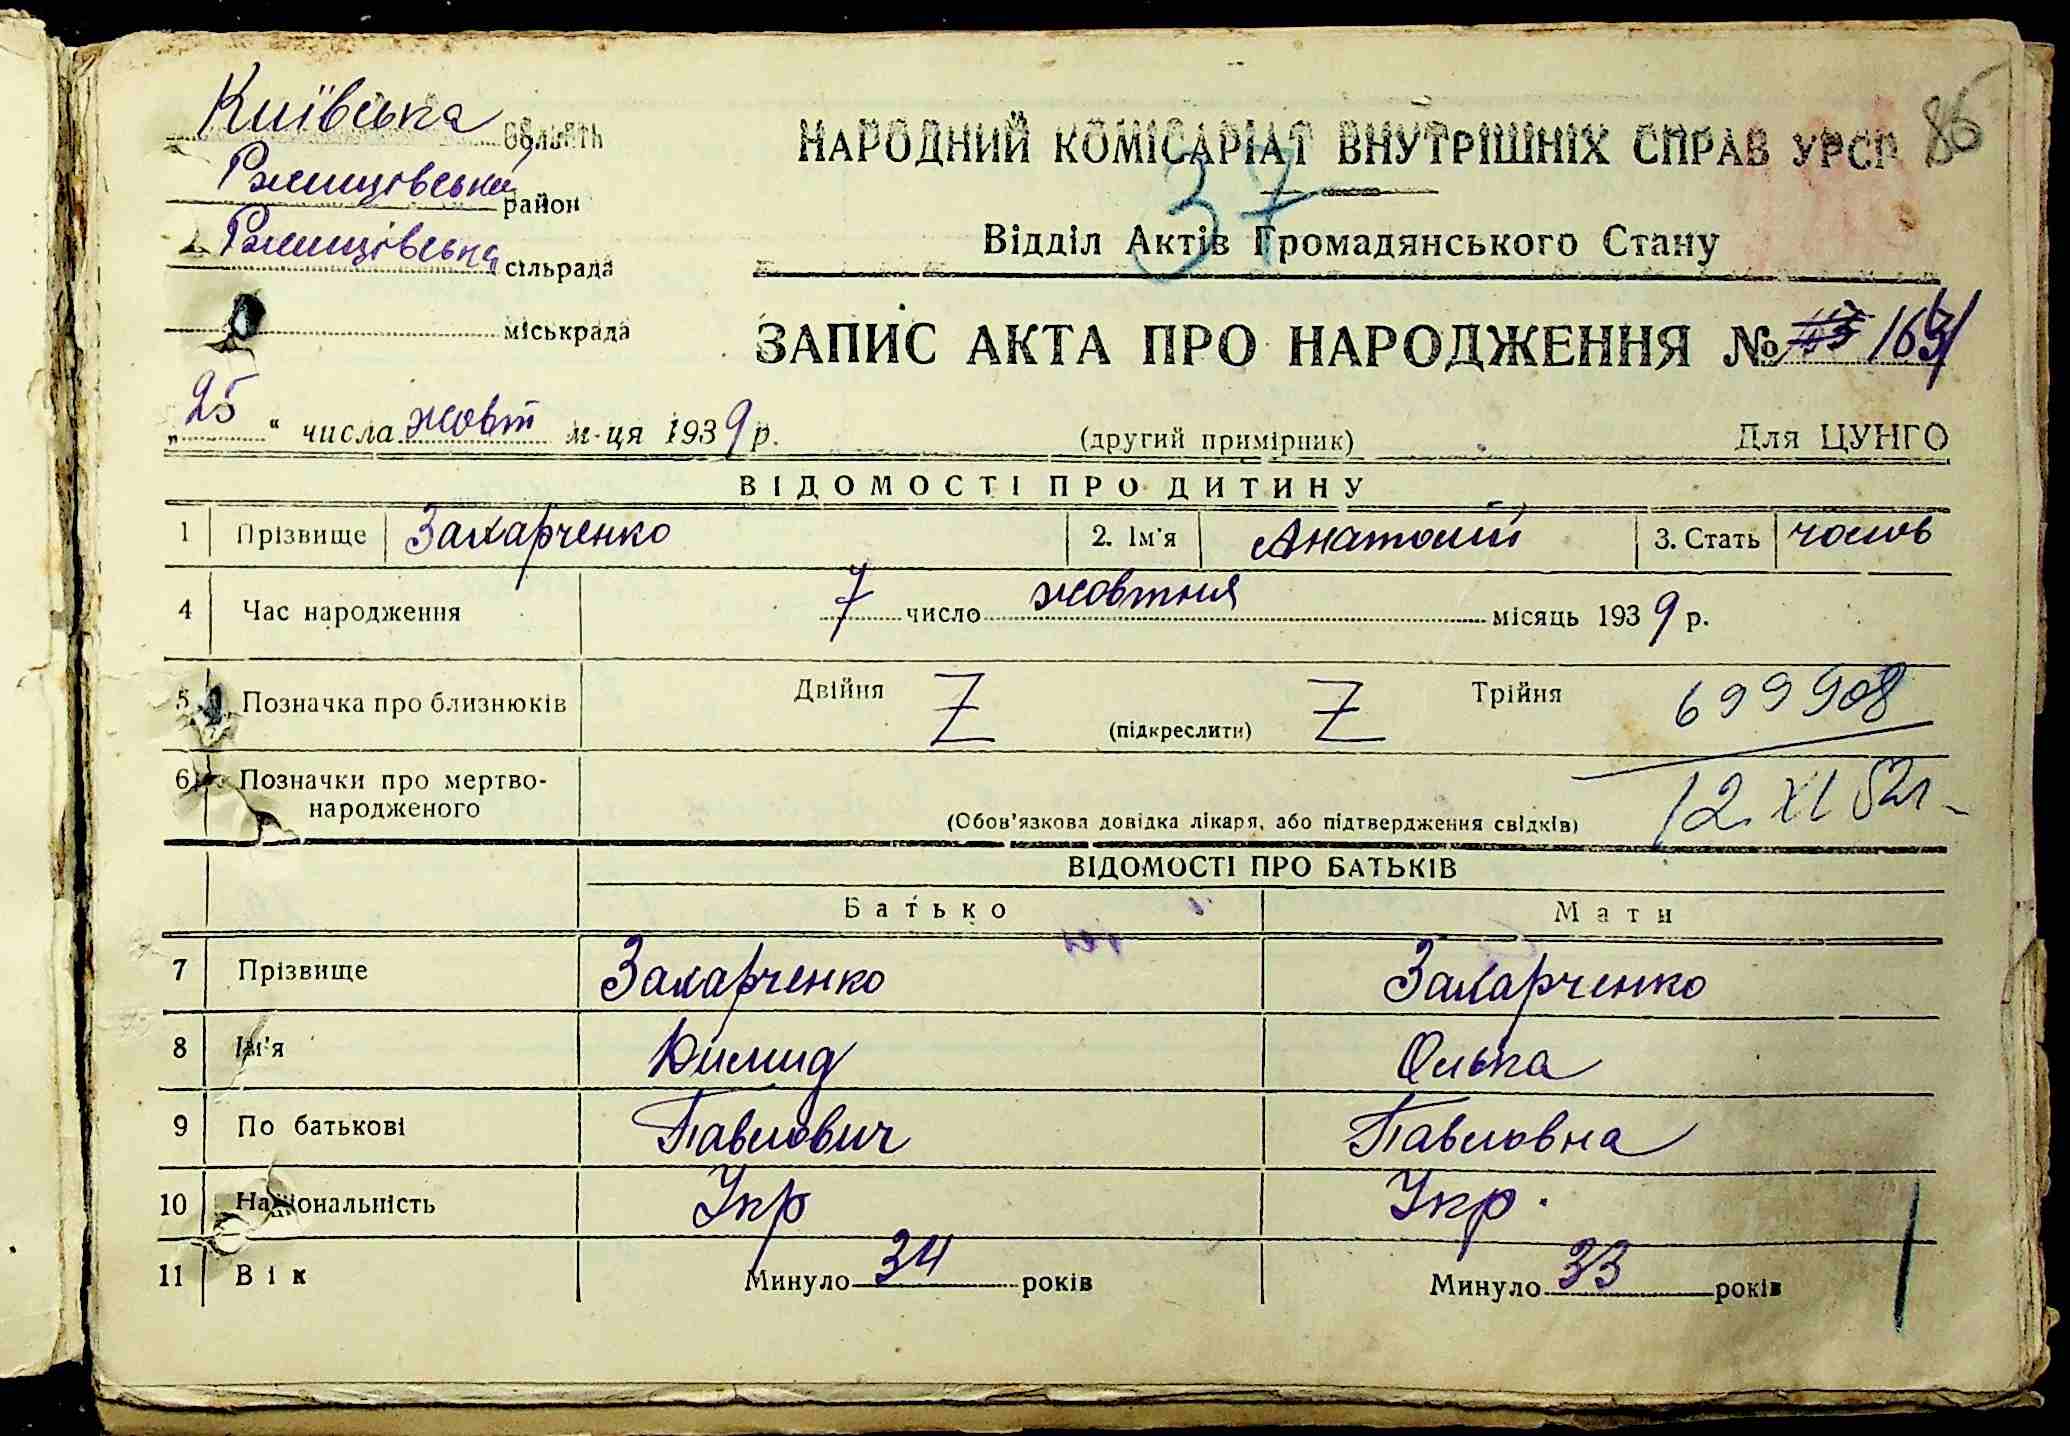 Київська область
Ржищівський район
Ржищівська сільрада
міськрада
86
НАРОДНИЙ КОМІСАРІАТ ВНУТРІШНІХ СПРАВ УРСР
37
Відділ Актів Громадянського Стану
ЗАПИС АКТА ПРО НАРОДЖЕННЯ №
„25“ числа жовт м-ця 1939 р. (другий примірник) Для ЦУНГО
ВІДОМОСТІ ПРО ДИТИНУ
1 Прізвище Захарченко 2. Ім'я Анатолій 3. Стать чолов
4 Час народження 7 число жовтня місяць 1939 р.
5 Позначка про близнюків Двійня Z (підкреслити) Z Трійня 699908
6 Позначки про мертво-
народженого (Обов'язкова довідка лікаря, або підтвердження свідків) 12 XI 52г
ВІДОМОСТІ ПРО БАТЬКІВ
Батько Мати
7 Прізвище Захарченко Захарченко
8 Ім'я Ольга
9 По батькові Павлович Павловна
10 Національність Укр Укр.
11 Вік Минуло 34 років Минуло 33 років